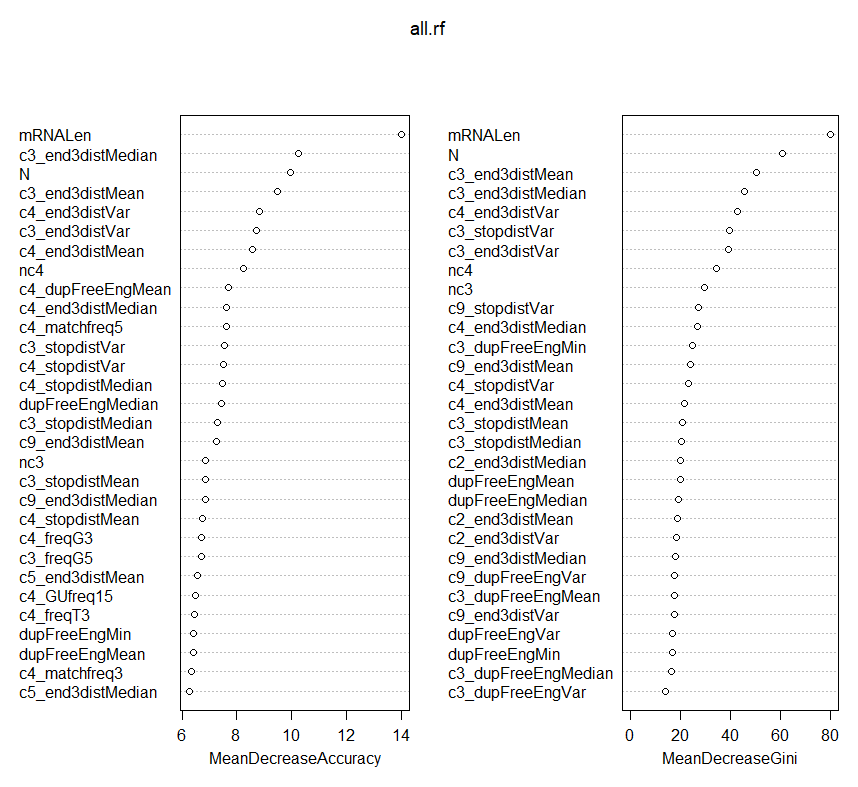 all.rf
mRNALen
c3_end3distMedian
N
c3_end3distMean
c4_end3distVar
c3_end3distVar
c4_end3distMean
nc4
c4_dupFreeEngMean
c4_end3distMedian
c4_matchfreq5
c3_stopdistVar
c4_stopdistVar
c4_stopdistMedian
dupFreeEngMedian
c3_stopdistMedian
c9_end3distMean
nc3
c3_stopdistMean
c9_end3distMedian
c4_stopdistMean
c4_freqG3
c3_freqG5
c5_end3distMean
c4_GUfreq15
c4_freqT3
dupFreeEngMin
dupFreeEngMean
c4_matchfreq3
c5_end3distMedian
6 8 10 12 14
MeanDecreaseAccuracy
mRNALen
N
c3_end3distMean
c3_end3distMedian
c4_end3distVar
c3_stopdistVar
c3_end3distVar
nc4
nc3
c9_stopdistVar
c4_end3distMedian
c3_dupFreeEngMin
c9_end3distMean
c4_stopdistVar
c4_end3distMean
c3_stopdistMean
c3_stopdistMedian
c2_end3distMedian
dupFreeEngMean
dupFreeEngMedian
c2_end3distMean
c2_end3distVar
c9_end3distMedian
c9_dupFreeEngVar
c3_dupFreeEngMean
c9_end3distVar
dupFreeEngVar
dupFreeEngMin
c3_dupFreeEngMedian
c3_dupFreeEngVar
0 20 40 60 80
MeanDecreaseGini